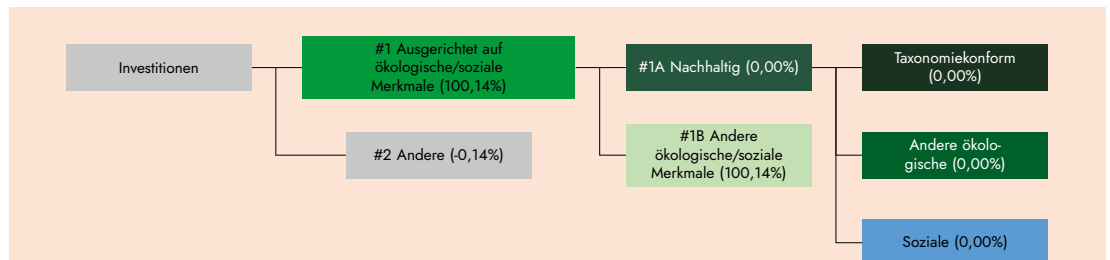 Investitionen
#1 Ausgerichtet auf
ökologische/soziale
Merkmale (100,14%)
#2 Andere (-0,14%)
#1A Nachhaltig (0,00%)
#1B Andere
ökologische/soziale
Merkmale (100,14%)
Taxonomiekonform
(0,00%)
Andere ökolo-
gische (0,00%)
Soziale (0,00%)